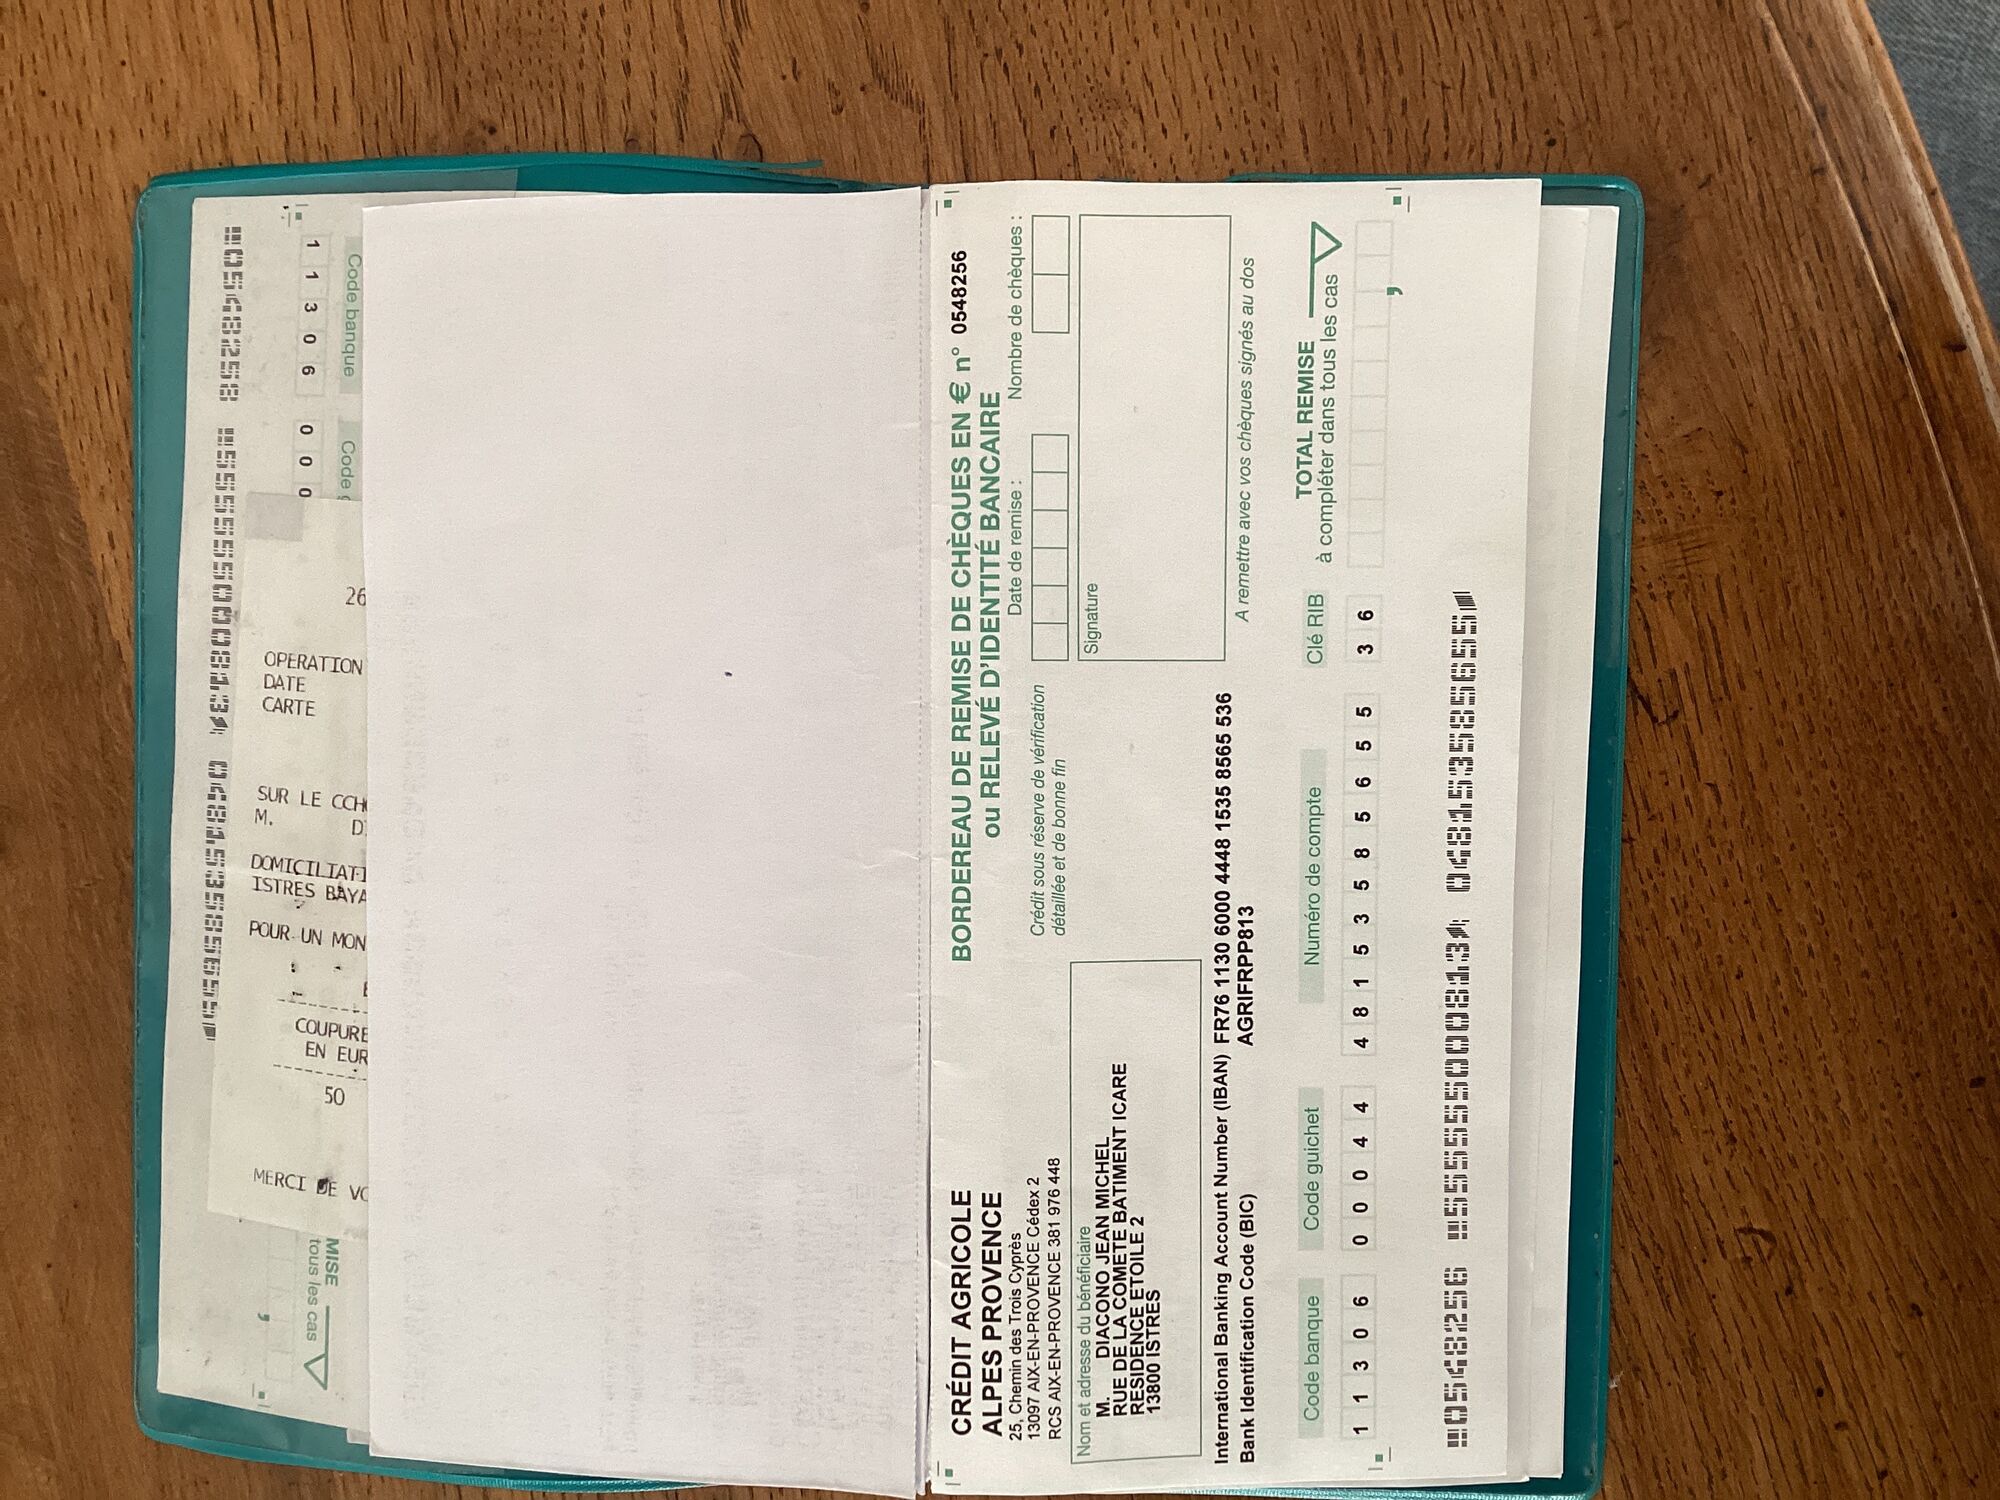 CRÉDIT AGRICOLE
ALPES PROVENCE
25, Chemin des Trois Cyprès
13097 AIX-EN-PROVENCE Cédex 2
RCS AIX-EN-PROVENCE 381 976 448
BORDEREAU DE REMISE DE CHÈQUES EN € n° 0548256
ou RELEVÉ D'IDENTITÉ BANCAIRE
Date de remise :
Nombre de chèques :
Crédit sous réserve de vérification
détaillée et de bonne fin
Nom et adresse du bénéficiaire
M. DIACONO JEAN MICHEL
RUE DE LA COMETE BATIMENT ICARE
RESIDENCE ETOILE 2
13800 ISTRES
Signature
International Banking Account Number (IBAN) FR76 1130 6000 4448 1535 8565 536
Bank Identification Code (BIC) AGRIFRPP813
A remettre avec vos chèques signés au dos
Code banque Code guichet Numéro de compte Clé RIB
TOTAL REMISE
à compléter dans tous les cas
1 1 3 0 6 0 0 0 4 4 4 8 1 5 3 5 8 5 6 5 5 3 6
,
0548256 555555000813 048153585655
0548258 555555000813 048153585655
1 1 3 0 6 0 0 0
Code banque Code
26
OPERATION
DATE
CARTE
SUR LE
M.
ISTRES
POUR UN
COUPURE
EN EUR
50
MERCI DE
MISE
tous les cas